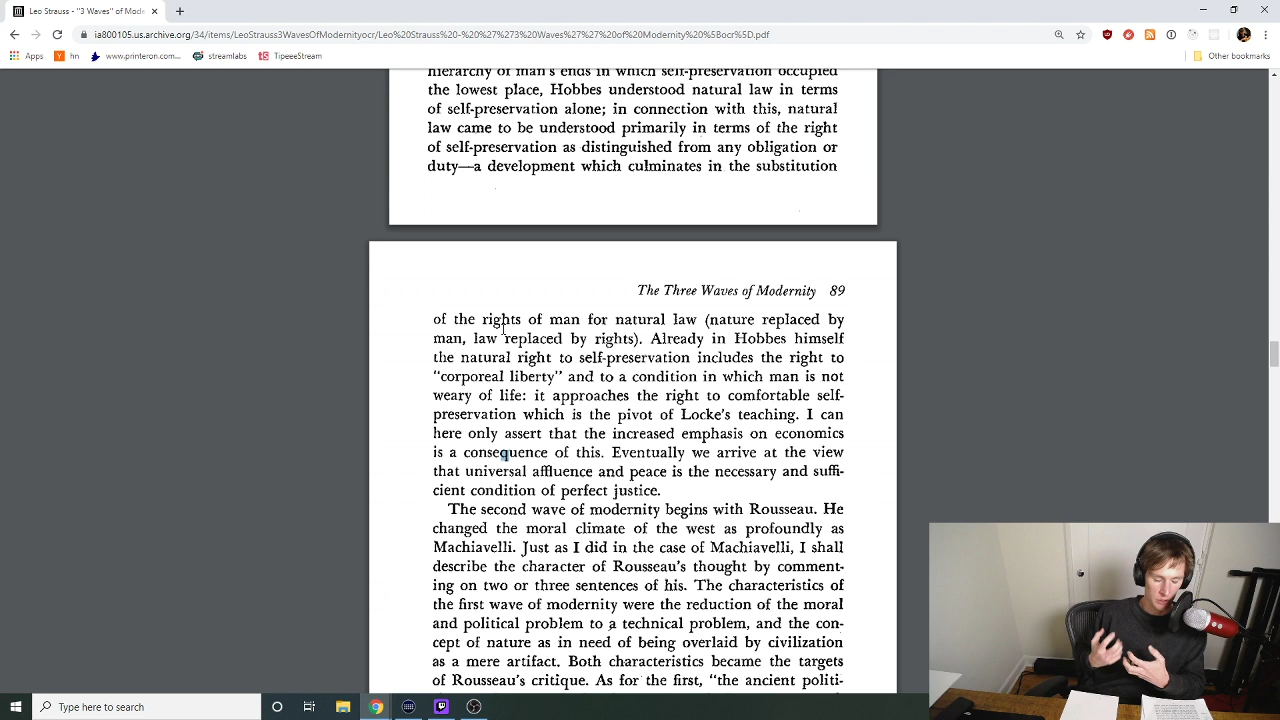 Leo Strauss - "3 Waves" of Mode
ia800105.us.archive.org/34/items/LeoStrauss3WavesOfModernityocr/Leo%20Strauss%20-%20%27%273%20Waves%27%27%20of%20Modernity%20%5Bocr%5D.pdf
Apps hn www.printeron.com... streamlabs TipeeeStream Other bookmarks
hierarchy of man's ends in which self-preservation occupied
the lowest place, Hobbes understood natural law in terms
of self-preservation alone; in connection with this, natural
law came to be understood primarily in terms of the right
of self-preservation as distinguished from any obligation or
duty—a development which culminates in the substitution
The Three Waves of Modernity 89
of the rights of man for natural law (nature replaced by
man, law replaced by rights). Already in Hobbes himself
the natural right to self-preservation includes the right to
“corporeal liberty” and to a condition in which man is not
weary of life: it approaches the right to comfortable self-
preservation which is the pivot of Locke's teaching. I can
here only assert that the increased emphasis on economics
is a consequence of this. Eventually we arrive at the view
that universal affluence and peace is the necessary and suffi-
cient condition of perfect justice.
The second wave of modernity begins with Rousseau. He
changed the moral climate of the west as profoundly as
Machiavelli. Just as I did in the case of Machiavelli, I shall
describe the character of Rousseau's thought by comment-
ing on two or three sentences of his. The characteristics of
the first wave of modernity were the reduction of the moral
and political problem to a technical problem, and the con-
cept of nature as in need of being overlaid by civilization
as a mere artifact. Both characteristics became the targets
of Rousseau's critique. As for the first, “the ancient politi-
Type here to search